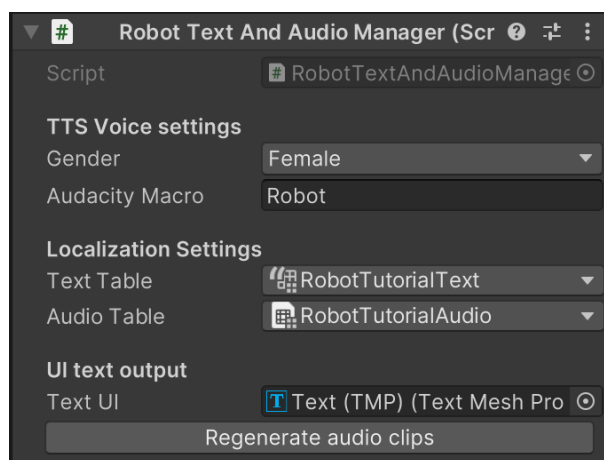 # Robot Text And Audio Manager (Scr
Script # RobotTextAndAudioManage
TTS Voice settings
Gender Female
Audacity Macro Robot
Localization Settings
Text Table RobotTutorialText
Audio Table RobotTutorialAudio
UI text output
Text UI T Text (TMP) (Text Mesh Pro
Regenerate audio clips